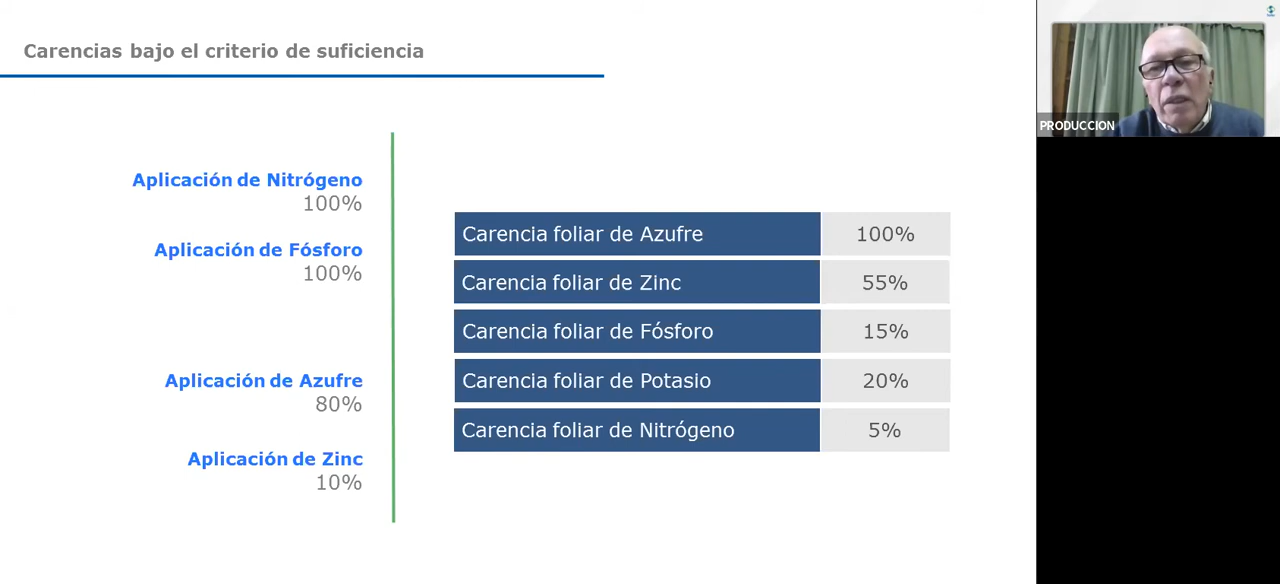 Carencias bajo el criterio de suficiencia
Aplicación de Nitrógeno
100%
Aplicación de Fósforo
100%
Aplicación de Azufre
80%
Aplicación de Zinc
10%
Carencia foliar de Azufre 100%
Carencia foliar de Zinc 55%
Carencia foliar de Fósforo 15%
Carencia foliar de Potasio 20%
Carencia foliar de Nitrógeno 5%
PRODUCCION